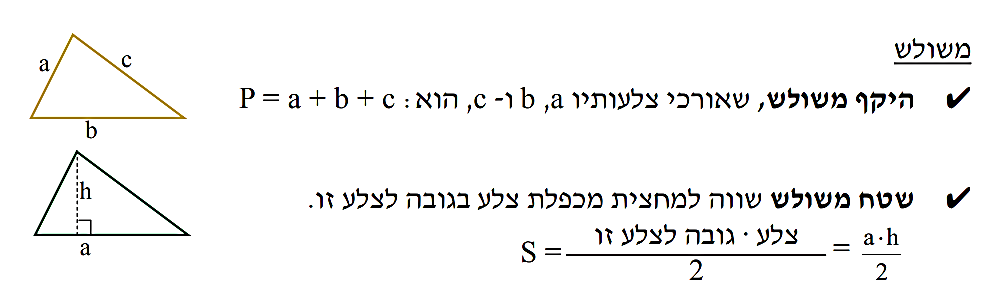 משולש
a
c
b
✔ היקף משולש, שאורכי צלעותיו a, b ו- c, הוא: P = a + b + c
h
a
✔ שטח משולש שווה למחצית מכפלת צלע בגובה לצלע זו.
S = צלע · גובה לצלע זו / 2 = a·h / 2